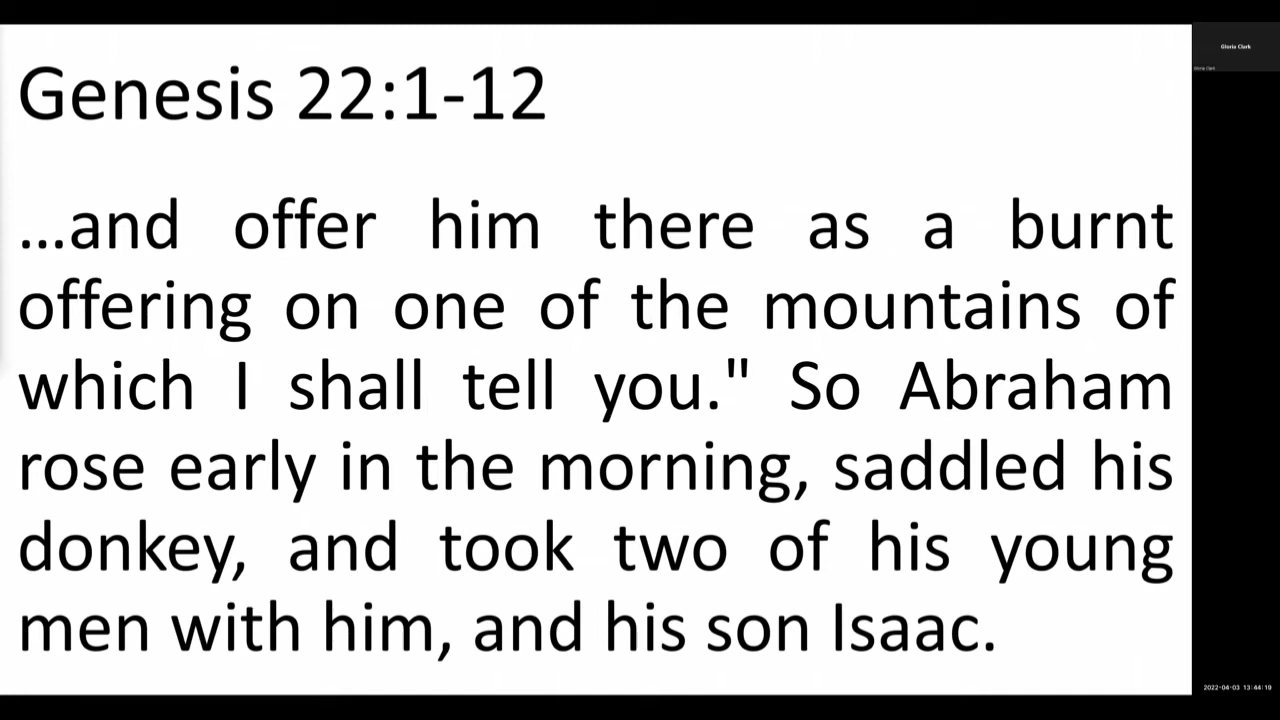 Genesis 22:1-12
...and offer him there as a burnt
offering on one of the mountains of
which I shall tell you." So Abraham
rose early in the morning, saddled his
donkey, and took two of his young
men with him, and his son Isaac.
Gloria Clark
Gloria Clark
2022-04-03 13:44:19